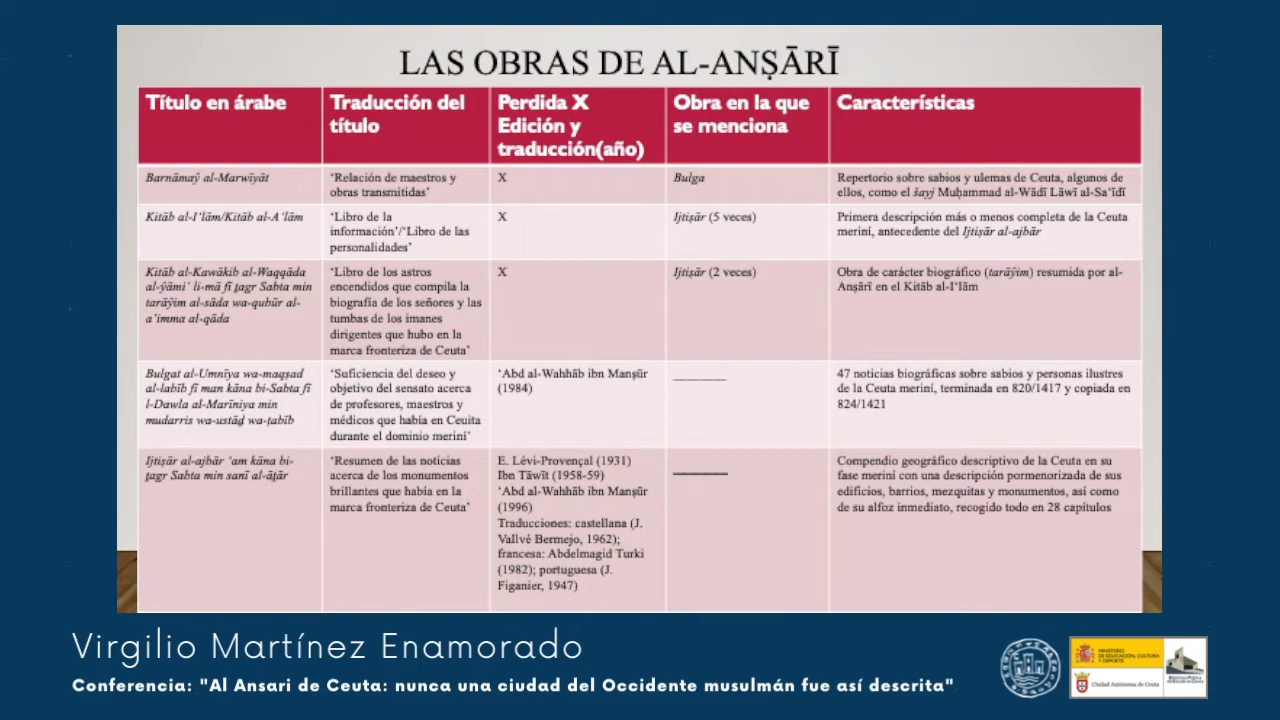 LAS OBRAS DE AL-ANṢĀRĪ
Título en árabe
Traducción del
título
Perdida X
Edición y
traducción(año)
Obra en la que
se menciona
Características
Barnāmaŷ al-Marwīyāt
‘Relación de maestros y
obras transmitidas’
X
Bulga
Repertorio sobre sabios y ulemas de Ceuta, algunos de
ellos, como el šayj Muḥammad al-Wādī Lāwī al-Sa‘īdī
Kitāb al-I‘lām/Kitāb al-A‘lām
‘Libro de la
información’/‘Libro de las
personalidades’
X
Ijtiṣār (5 veces)
Primera descripción más o menos completa de la Ceuta
meriní, antecedente del Ijtiṣār al-ajbār
Kitāb al-Kawākib al-Waqqāda
al-ŷāmi‘ li-mā fī ṯagr Sabta min
tarāŷim al-sāda wa-qubūr al-
a’imma al-qāda
‘Libro de los astros
encendidos que compila la
biografía de los señores y las
tumbas de los imanes
dirigentes que hubo en la
marca fronteriza de Ceuta’
X
Ijtiṣār (2 veces)
Obra de carácter biográfico (tarāŷim) resumida por al-
Anṣārī en el Kitāb al-I‘lām
Bulgat al-Umnīya wa-maqṣad
al-labīb fī man kāna bi-Sabta fī
l-Dawla al-Marīniya min
mudarris wa-ustāḏ wa-ṭabīb
‘Suficiencia del deseo y
objetivo del sensato acerca
de profesores, maestros y
médicos que había en Ceuita
durante el dominio meriní’
‘Abd al-Wahhāb ibn Manṣūr
(1984)
47 noticias biográficas sobre sabios y personas ilustres
de la Ceuta meriní, terminada en 820/1417 y copiada en
824/1421
Ijtiṣār al-ajbār ‘am kāna bi-
ṯagr Sabta min sanī al-āṯār
‘Resumen de las noticias
acerca de los monumentos
brillantes que había en la
marca fronteriza de Ceuta’
E. Lévi-Provençal (1931)
Ibn Tāwīt (1958-59)
‘Abd al-Wahhāb ibn Manṣūr
(1996)
Traducciones: castellana (J.
Vallvé Bermejo, 1962);
francesa: Abdelmagid Turki
(1982); portuguesa (J.
Figanier, 1947)
Compendio geográfico descriptivo de la Ceuta en su
fase meriní con una descripción pormenorizada de sus
edificios, barrios, mezquitas y monumentos, así como
de su alfoz inmediato, recogido todo en 28 capítulos
Virgilio Martínez Enamorado
Conferencia: "Al Ansari de Ceuta: nunca una ciudad del Occidente musulmán fue así descrita"
MINISTERIO
DE EDUCACIÓN, CULTURA
Y DEPORTE
Ciudad Autónoma de Ceuta